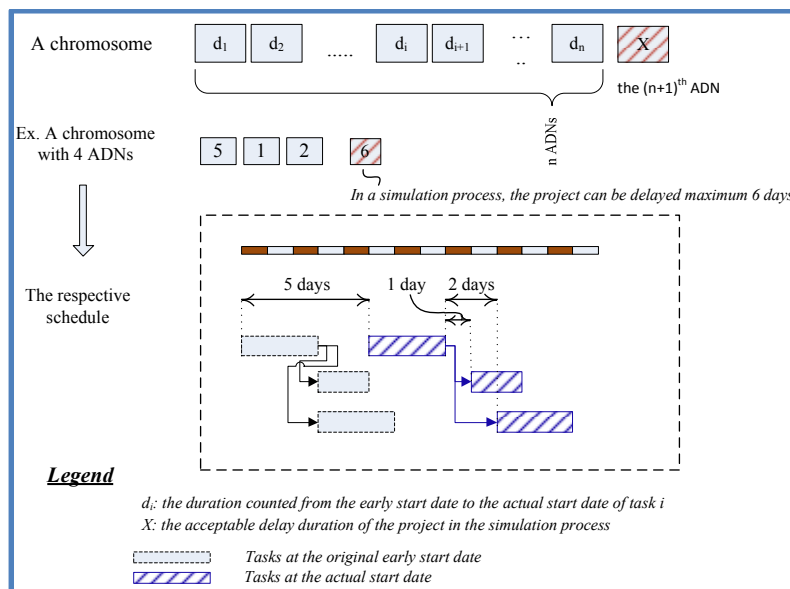 A chromosome
d1
d2
.....
di
di+1
...
..
dn
X
the (n+1)th ADN
n ADNs
Ex. A chromosome
with 4 ADNs
5
1
2
6
In a simulation process, the project can be delayed maximum 6 days
The respective
schedule
5 days
1 day
2 days
Legend
di: the duration counted from the early start date to the actual start date of task i
X: the acceptable delay duration of the project in the simulation process
Tasks at the original early start date
Tasks at the actual start date